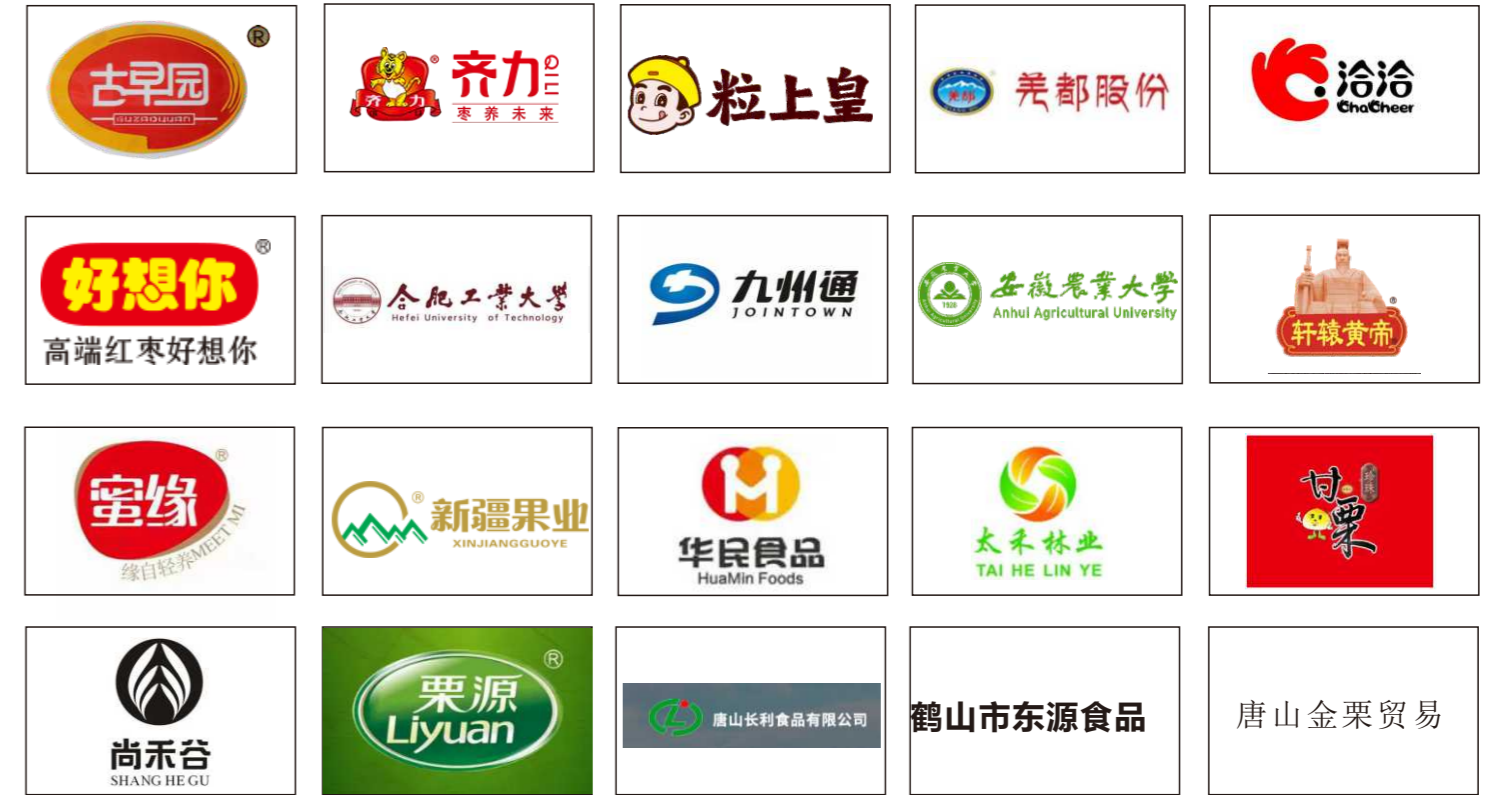 古早园
GUZAOYUAN
®
齐力
®
齐力
QILI
枣养未来
粒上皇
羌都
羌都股份
洽洽
ChaCheer
好想你
®
高端红枣好想你
合肥工业大学
Hefei University of Technology
九州通
JOINTOWN
1928
安徽农业大学
Anhui Agricultural University
轩辕黄帝
®
蜜缘
®
缘自轻养MEET MI
®
新疆果业
XINJIANGGUOYE
华民食品
HuaMin Foods
太禾林业
TAI HE LIN YE
甘栗
珍珠
尚禾谷
SHANG HE GU
栗源
®
Liyuan
唐山长利食品有限公司
鹤山市东源食品
唐山金栗贸易